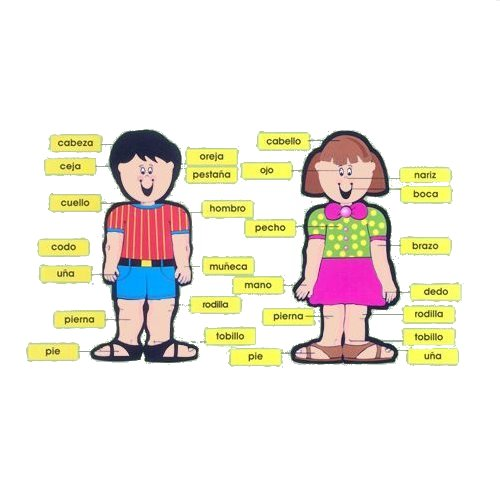 cabeza
ceja
cuello
codo
uña
pierna
pie
oreja
pestaña
hombro
muñeca
rodilla
tobillo
cabello
ojo
pecho
mano
pierna
pie
nariz
boca
brazo
dedo
rodilla
tobillo
uña